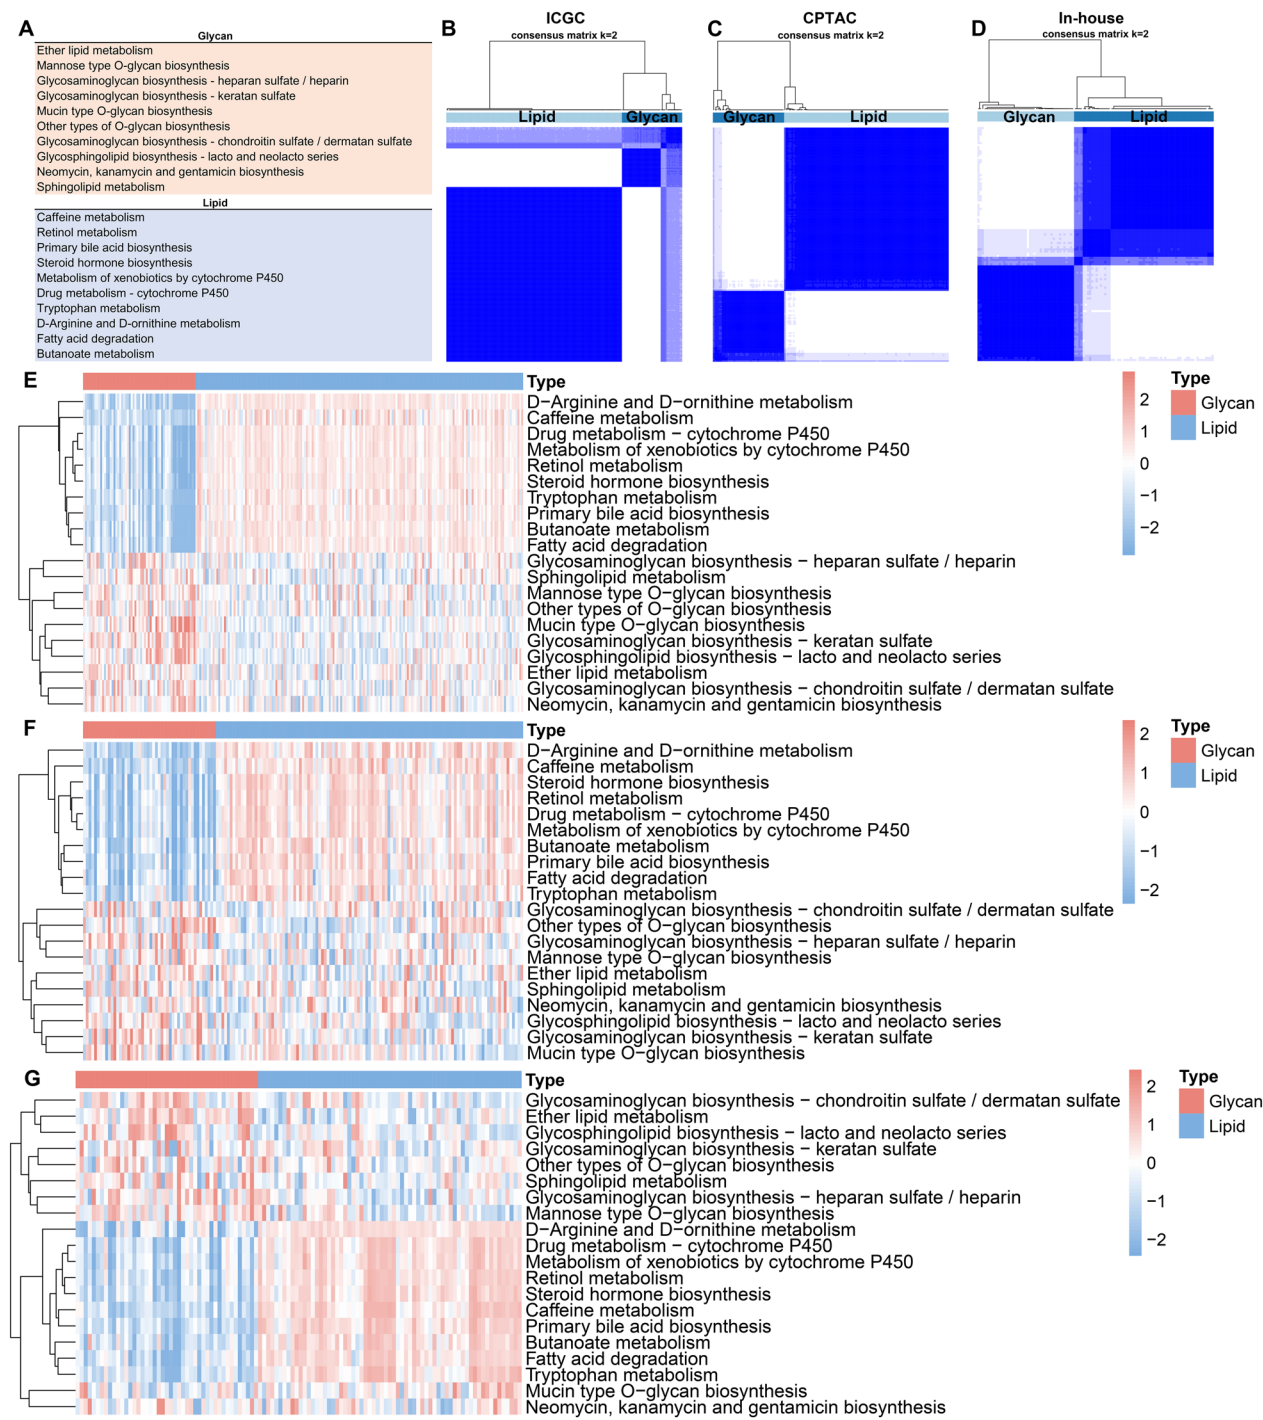 A
Glycan
Ether lipid metabolism
Mannose type O-glycan biosynthesis
Glycosaminoglycan biosynthesis - heparan sulfate / heparin
Glycosaminoglycan biosynthesis - keratan sulfate
Mucin type O-glycan biosynthesis
Other types of O-glycan biosynthesis
Glycosaminoglycan biosynthesis - chondroitin sulfate / dermatan sulfate
Glycosphingolipid biosynthesis - lacto and neolacto series
Neomycin, kanamycin and gentamicin biosynthesis
Sphingolipid metabolism
Lipid
Caffeine metabolism
Retinol metabolism
Primary bile acid biosynthesis
Steroid hormone biosynthesis
Metabolism of xenobiotics by cytochrome P450
Drug metabolism - cytochrome P450
Tryptophan metabolism
D-Arginine and D-ornithine metabolism
Fatty acid degradation
Butanoate metabolism
B
ICGC
consensus matrix k=2
Lipid
Glycan
C
CPTAC
consensus matrix k=2
Glycan
Lipid
D
In-house
consensus matrix k=2
Glycan
Lipid
E
Type
D−Arginine and D−ornithine metabolism
Caffeine metabolism
Drug metabolism − cytochrome P450
Metabolism of xenobiotics by cytochrome P450
Retinol metabolism
Steroid hormone biosynthesis
Tryptophan metabolism
Primary bile acid biosynthesis
Butanoate metabolism
Fatty acid degradation
Glycosaminoglycan biosynthesis − heparan sulfate / heparin
Sphingolipid metabolism
Mannose type O−glycan biosynthesis
Other types of O−glycan biosynthesis
Mucin type O−glycan biosynthesis
Glycosaminoglycan biosynthesis − keratan sulfate
Glycosphingolipid biosynthesis − lacto and neolacto series
Ether lipid metabolism
Glycosaminoglycan biosynthesis − chondroitin sulfate / dermatan sulfate
Neomycin, kanamycin and gentamicin biosynthesis
2
1
0
−1
−2
Type
Glycan
Lipid
F
Type
D−Arginine and D−ornithine metabolism
Caffeine metabolism
Steroid hormone biosynthesis
Retinol metabolism
Drug metabolism − cytochrome P450
Metabolism of xenobiotics by cytochrome P450
Butanoate metabolism
Primary bile acid biosynthesis
Fatty acid degradation
Tryptophan metabolism
Glycosaminoglycan biosynthesis − chondroitin sulfate / dermatan sulfate
Other types of O−glycan biosynthesis
Glycosaminoglycan biosynthesis − heparan sulfate / heparin
Mannose type O−glycan biosynthesis
Ether lipid metabolism
Sphingolipid metabolism
Neomycin, kanamycin and gentamicin biosynthesis
Glycosphingolipid biosynthesis − lacto and neolacto series
Glycosaminoglycan biosynthesis − keratan sulfate
Mucin type O−glycan biosynthesis
2
1
0
−1
−2
Type
Glycan
Lipid
G
Type
Glycosaminoglycan biosynthesis − chondroitin sulfate / dermatan sulfate
Ether lipid metabolism
Glycosphingolipid biosynthesis − lacto and neolacto series
Glycosaminoglycan biosynthesis − keratan sulfate
Other types of O−glycan biosynthesis
Sphingolipid metabolism
Glycosaminoglycan biosynthesis − heparan sulfate / heparin
Mannose type O−glycan biosynthesis
D−Arginine and D−ornithine metabolism
Drug metabolism − cytochrome P450
Metabolism of xenobiotics by cytochrome P450
Retinol metabolism
Steroid hormone biosynthesis
Caffeine metabolism
Primary bile acid biosynthesis
Butanoate metabolism
Fatty acid degradation
Tryptophan metabolism
Mucin type O−glycan biosynthesis
Neomycin, kanamycin and gentamicin biosynthesis
2
1
0
−1
−2
Type
Glycan
Lipid